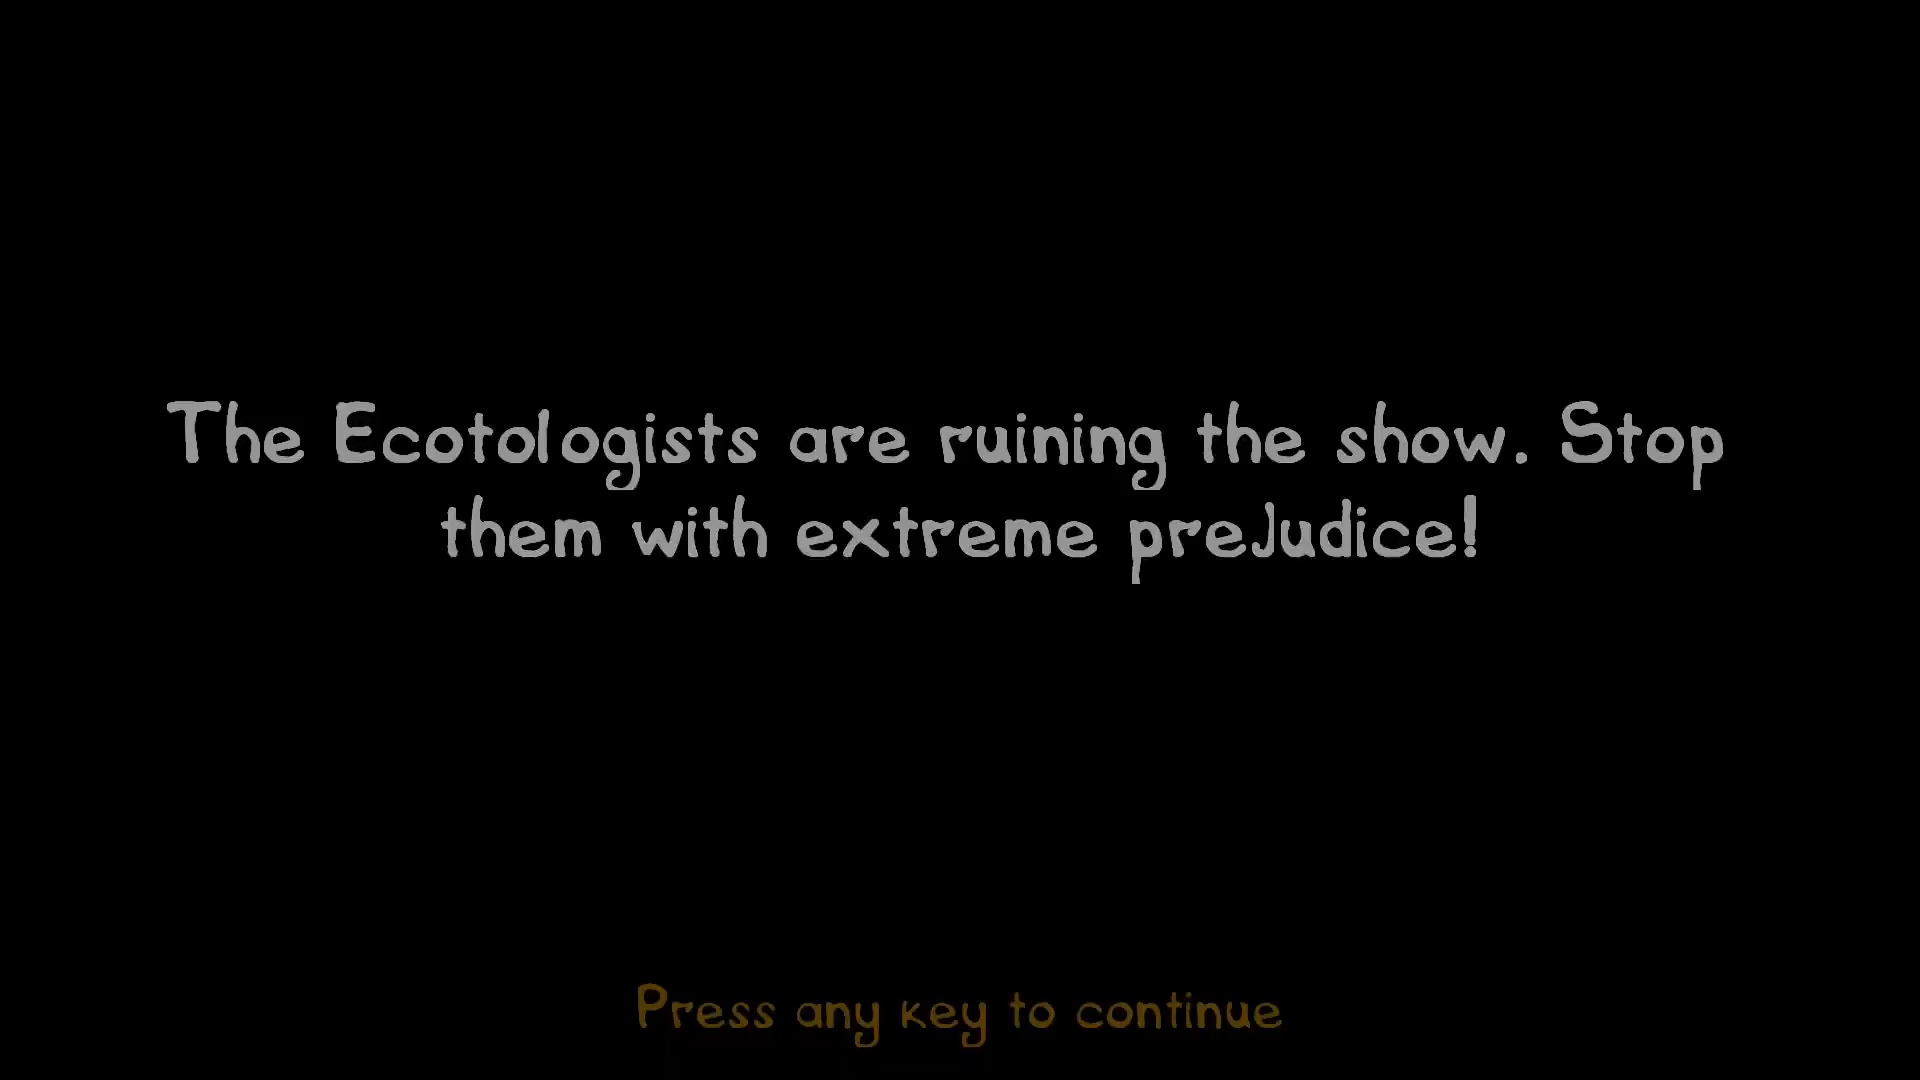 The Ecotologists are ruining the show. Stop
them with extreme preJudice!
Press any key to continue